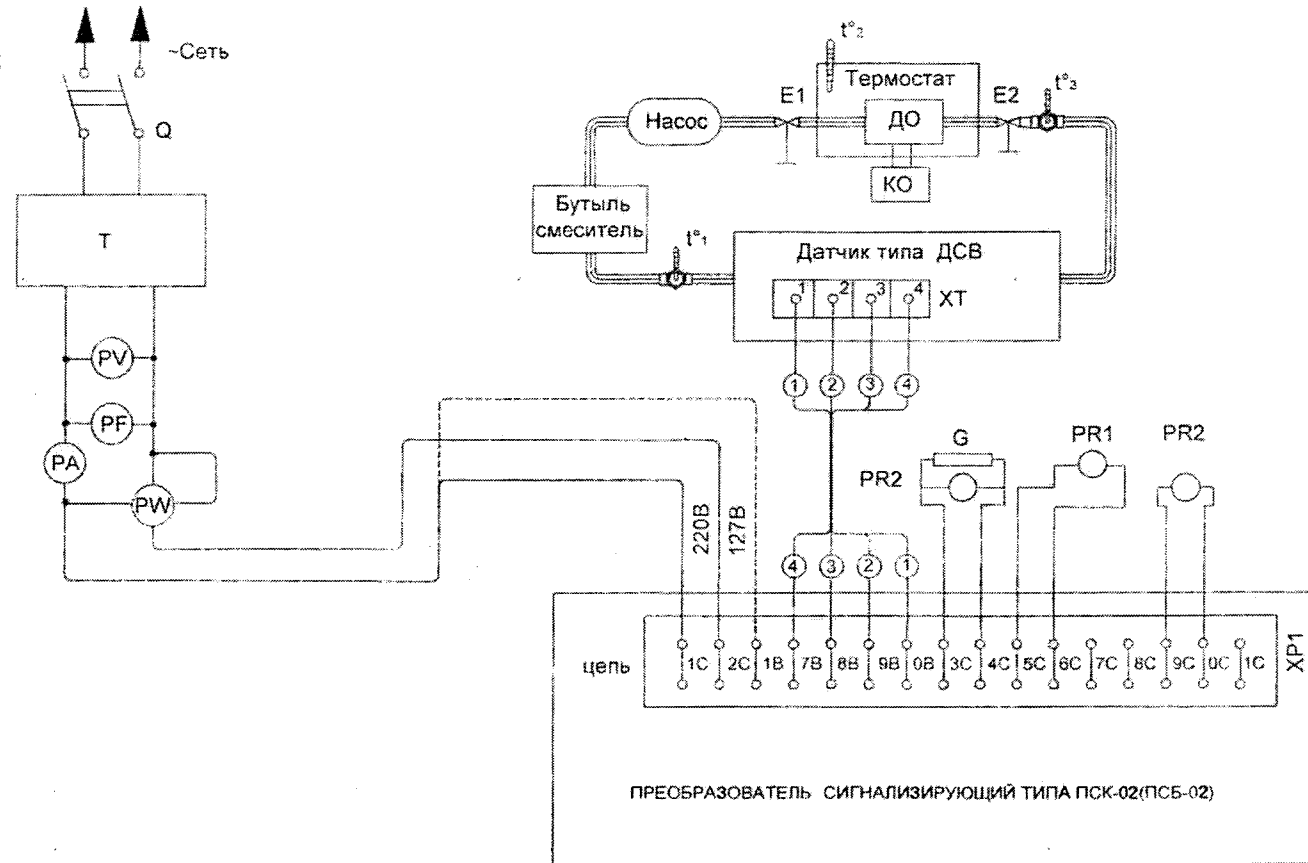 ~Сеть
Q
T
PV
PF
PA
PW
t°₂
Термостат
E1
E2
t°₃
Насос
ДО
КО
Бутыль
смеситель
t°₁
Датчик типа ДСВ
1 2 3 4
ХТ
1 2 3 4
G
PR1
PR2
PR2
220В
127В
4 3 2 1
цепь
1С 2С 1В 7В 8В 9В 0В 3С 4С 5С 6С 7С 8С 9С 0С 1С
ХР1
ПРЕОБРАЗОВАТЕЛЬ СИГНАЛИЗИРУЮЩИЙ ТИПА ПСК-02(ПСБ-02)